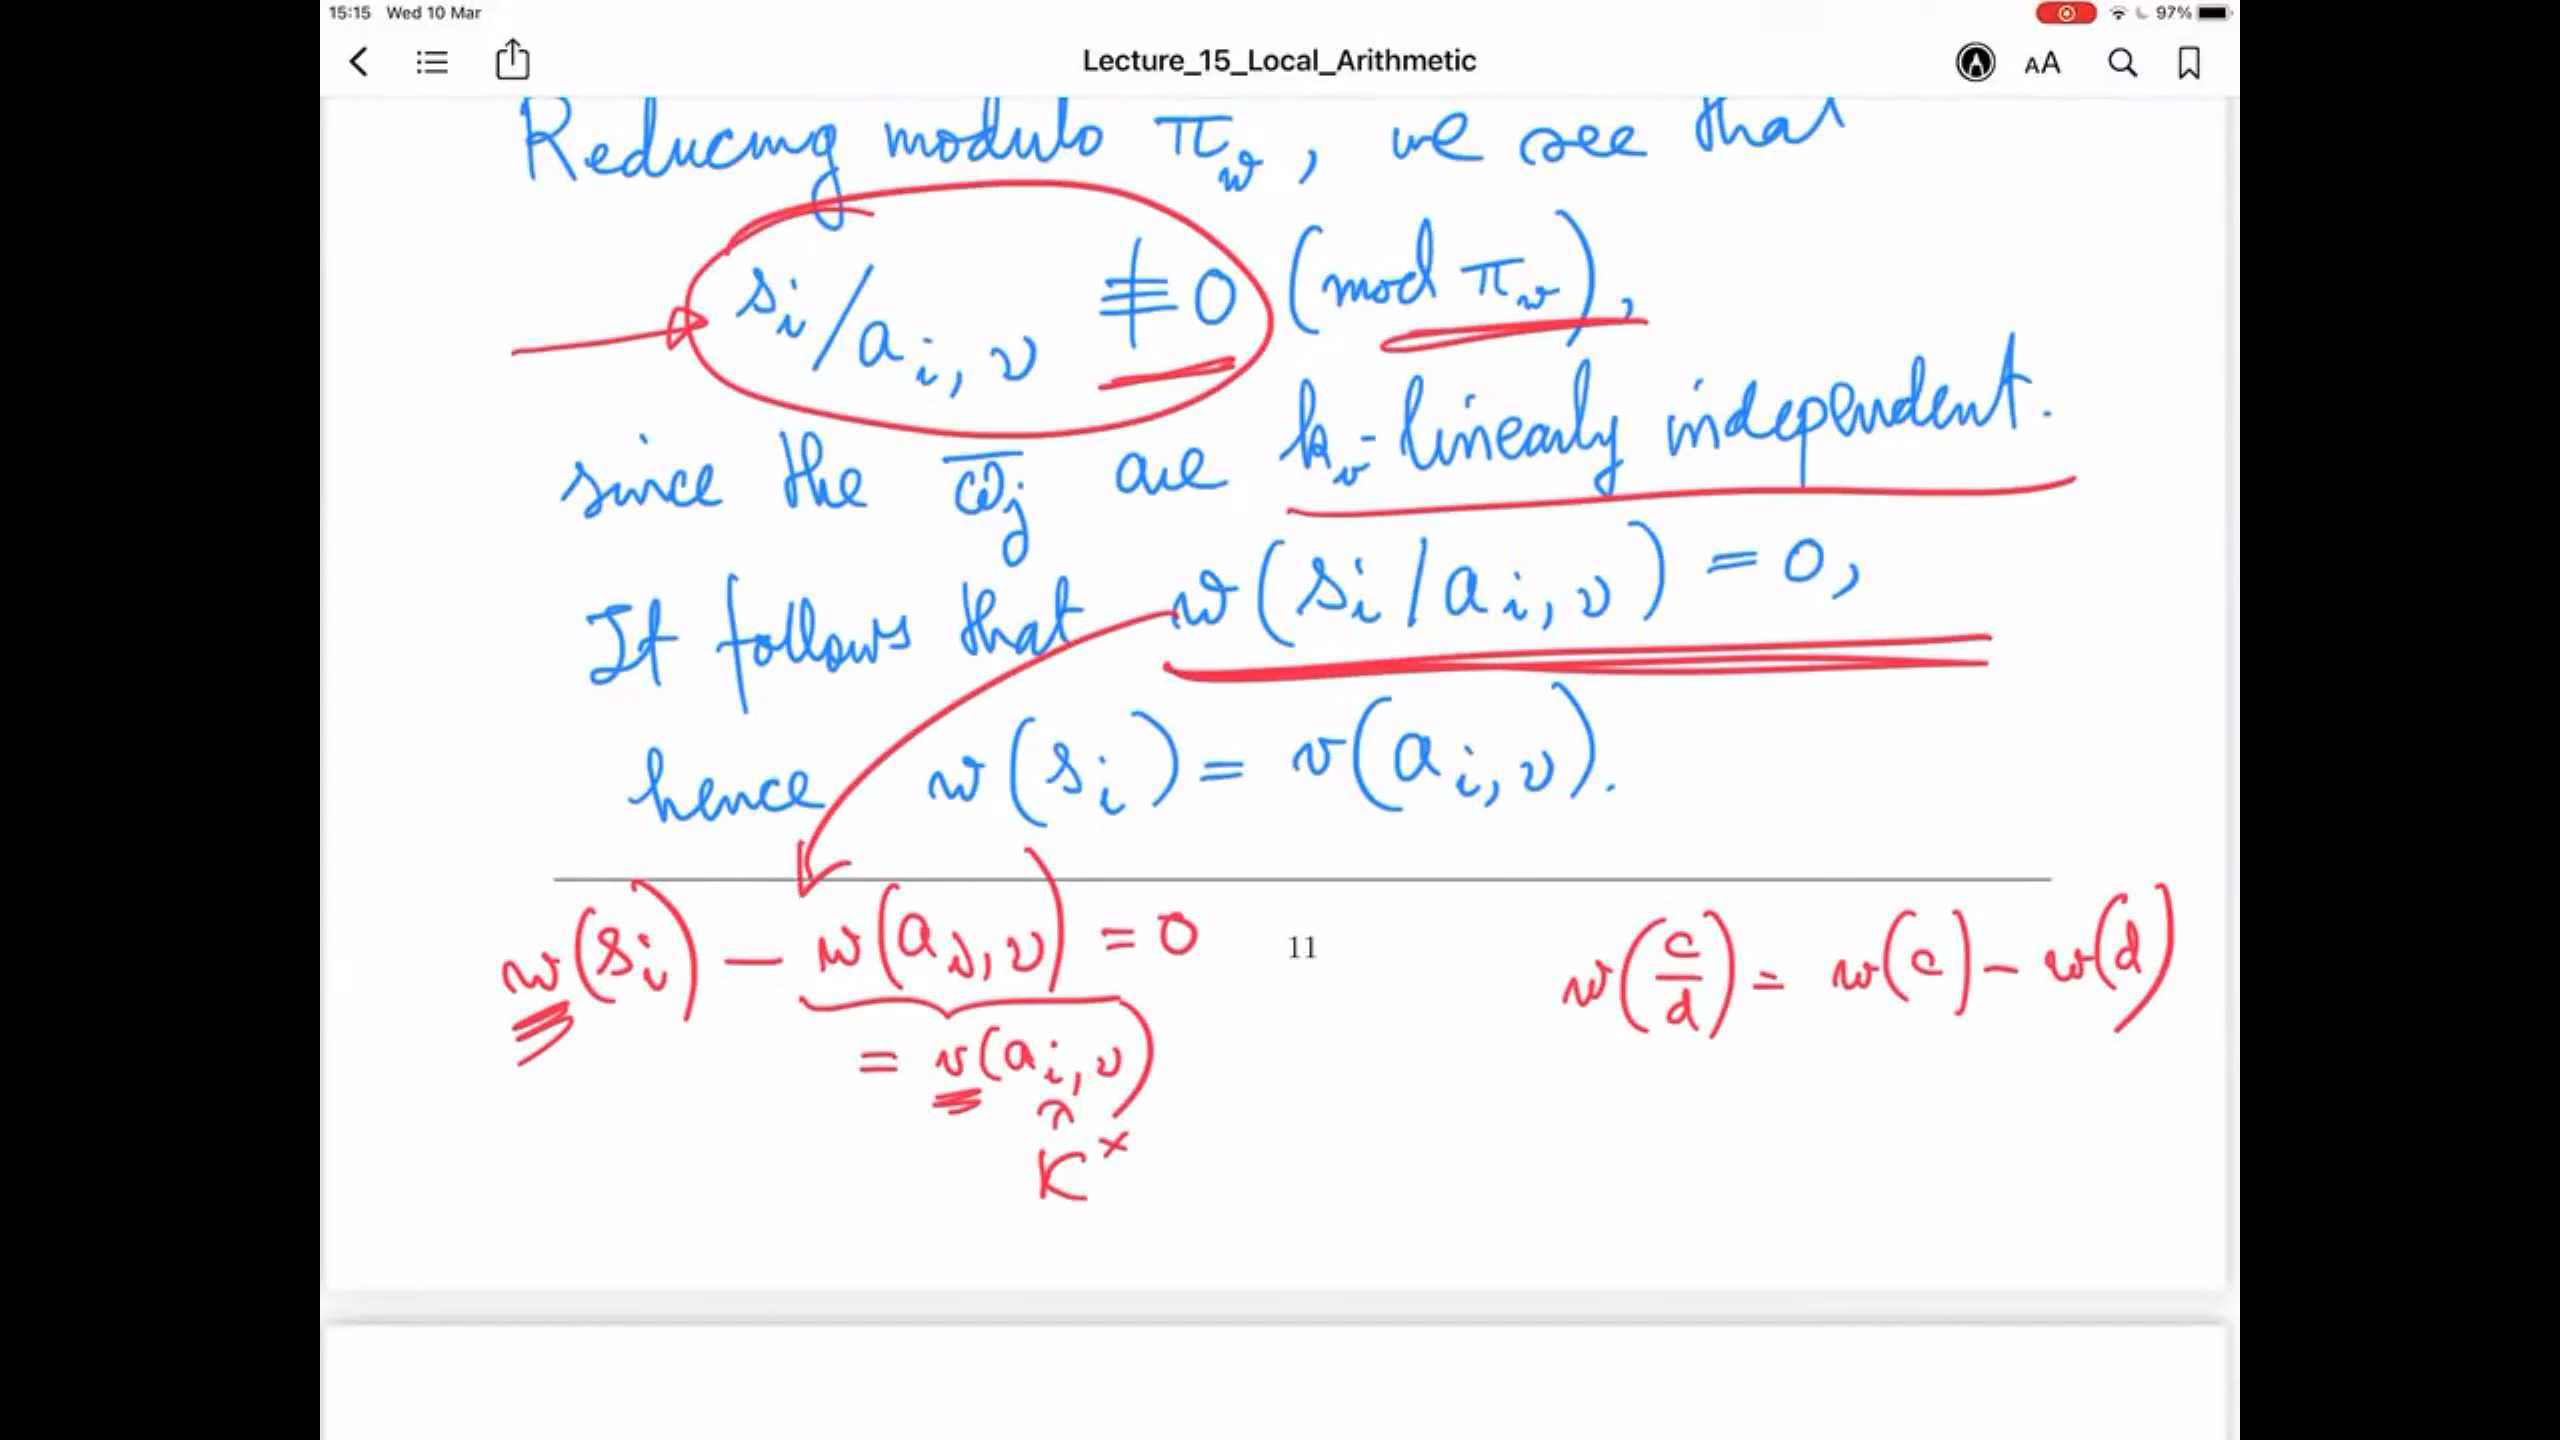 15:15 Wed 10 Mar 97%
Lecture_15_Local_Arithmetic
AA
Reducing modulo π_w, we see that
s_i/a_{i,ν} ≢ 0 (mod π_w),
since the ω̄_j are k_v-linearly independent.
It follows that w(s_i/a_{i,ν}) = 0,
hence w(s_i) = v(a_{i,ν}).
w(s_i) − w(a_{i,ν}) = 0
11
w(c/d) = w(c) − w(d)
= v(a_{i,ν})
K^×